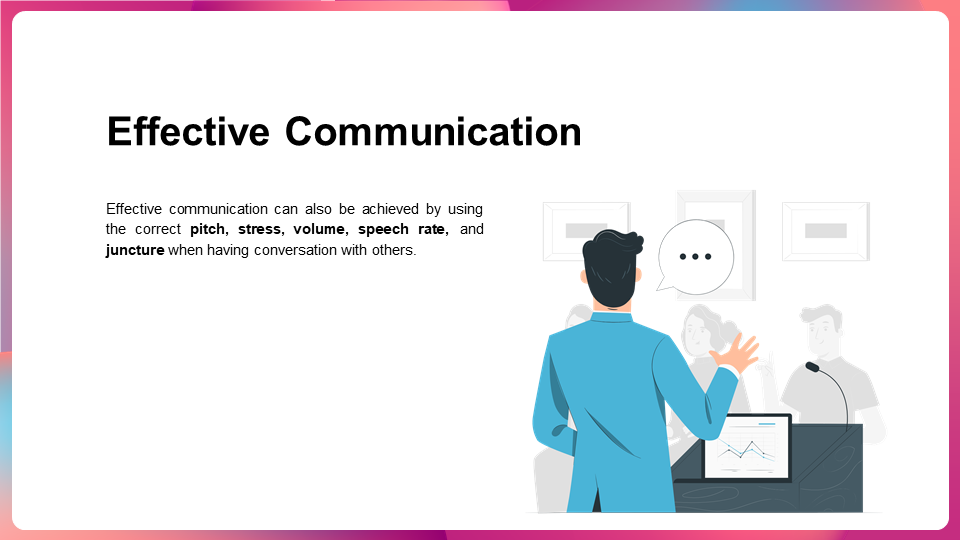 Effective Communication
Effective communication can also be achieved by using
the correct pitch, stress, volume, speech rate, and
juncture when having conversation with others.